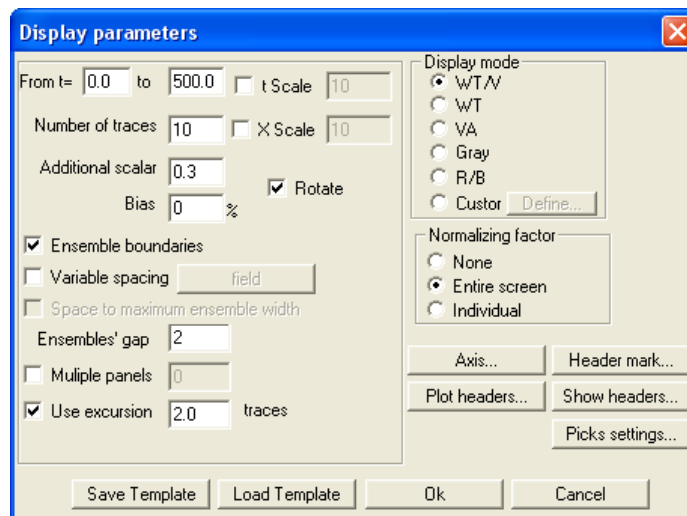 Display parameters
From t= 0.0 to 500.0 t Scale 10
Number of traces 10 X Scale 10
Additional scalar 0.3
Rotate
Bias 0 %
Ensemble boundaries
Variable spacing field
Space to maximum ensemble width
Ensembles' gap 2
Muliple panels 0
Use excursion 2.0 traces
Display mode
WT/V
WT
VA
Gray
R/B
Custor Define...
Normalizing factor
None
Entire screen
Individual
Axis... Header mark...
Plot headers... Show headers...
Picks settings...
Save Template Load Template Ok Cancel